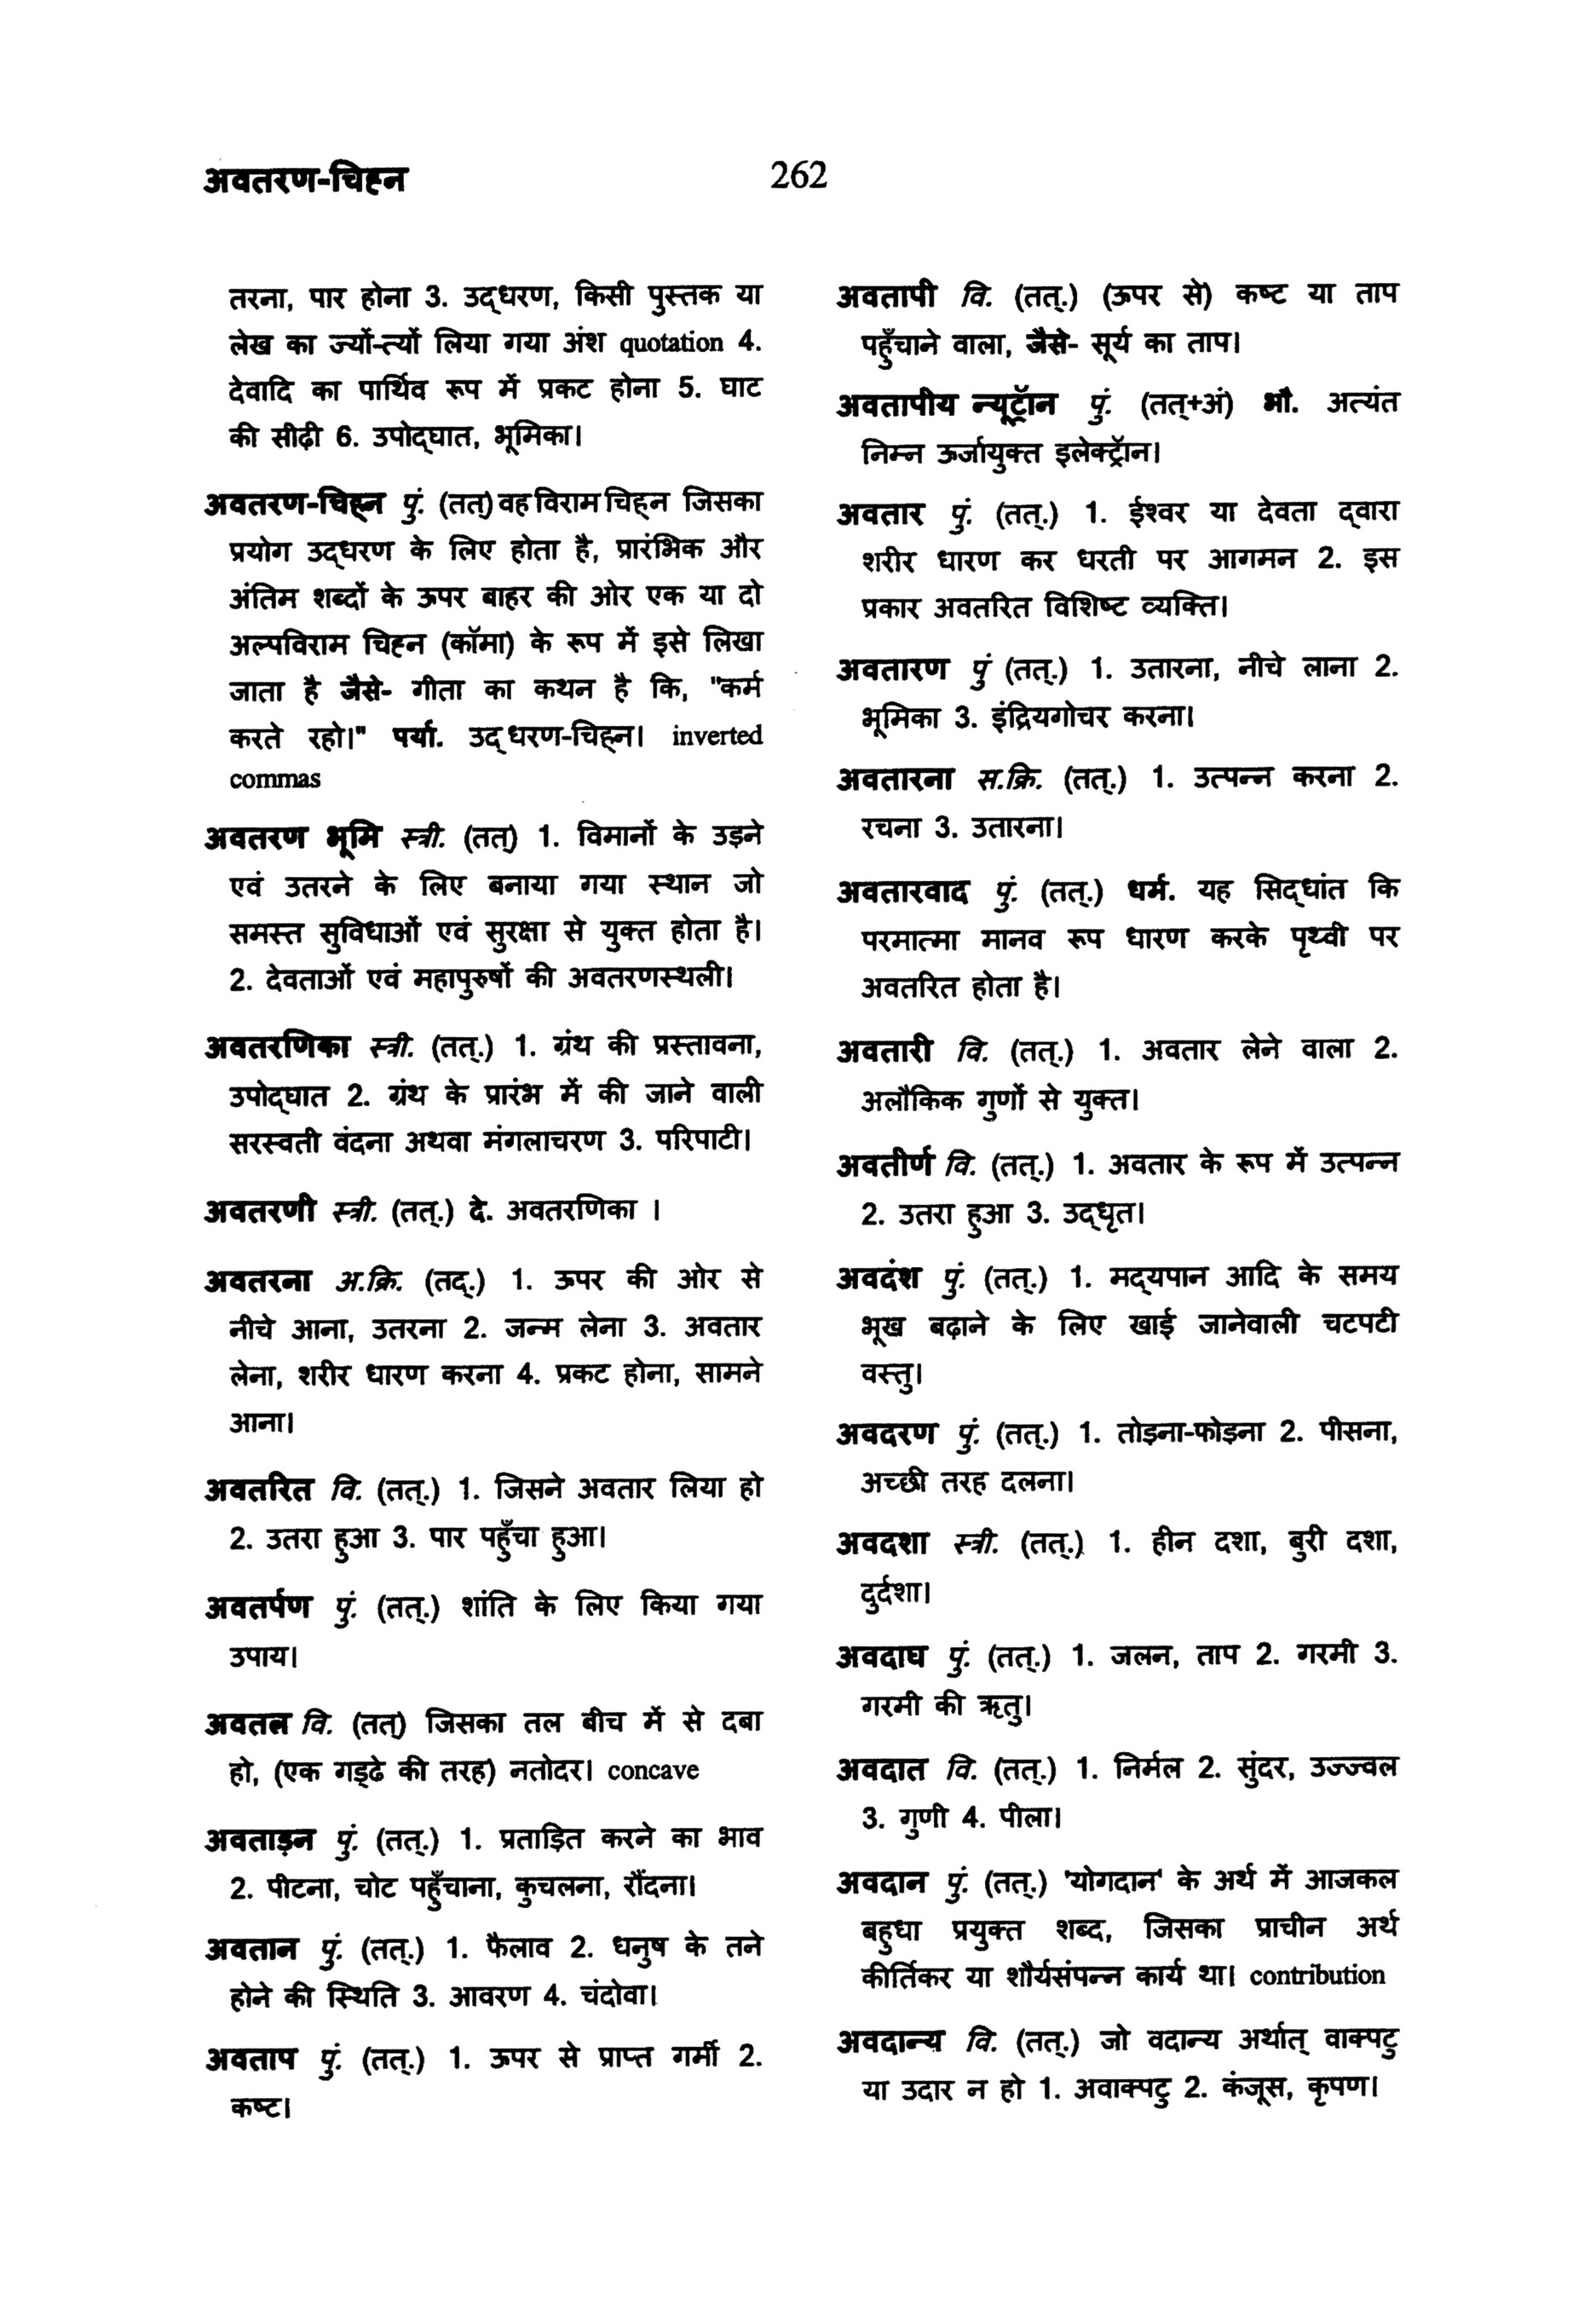 अवतरण-चिह्न
262
तरना, पार होना 3. उद्धरण, किसी पुस्तक या
लेख का ज्यों-त्यों लिया गया अंश quotation 4.
देवादि का पार्थिव रूप में प्रकट होना 5. घाट
की सीढ़ी 6. उपोद्घात, भूमिका।
अवतरण-चिह्न पुं. (तत्) वह विराम चिह्न जिसका
प्रयोग उद्धरण के लिए होता है, प्रारंभिक और
अंतिम शब्दों के ऊपर बाहर की ओर एक या दो
अल्पविराम चिह्न (कॉमा) के रूप में इसे लिखा
जाता है जैसे- गीता का कथन है कि, "कर्म
करते रहो।" पर्या. उद्धरण-चिह्न। inverted
commas
अवतरण भूमि स्त्री. (तत्) 1. विमानों के उड़ने
एवं उतरने के लिए बनाया गया स्थान जो
समस्त सुविधाओं एवं सुरक्षा से युक्त होता है।
2. देवताओं एवं महापुरुषों की अवतरणस्थली।
अवतरणिका स्त्री. (तत्.) 1. ग्रंथ की प्रस्तावना,
उपोद्घात 2. ग्रंथ के प्रारंभ में की जाने वाली
सरस्वती वंदना अथवा मंगलाचरण 3. परिपाटी।
अवतरणी स्त्री. (तत्.) दे. अवतरणिका ।
अवतरना अ.क्रि. (तद्.) 1. ऊपर की ओर से
नीचे आना, उतरना 2. जन्म लेना 3. अवतार
लेना, शरीर धारण करना 4. प्रकट होना, सामने
आना।
अवतरित वि. (तत्.) 1. जिसने अवतार लिया हो
2. उतरा हुआ 3. पार पहुँचा हुआ।
अवतर्पण पुं. (तत्.) शांति के लिए किया गया
उपाय।
अवतल वि. (तत्) जिसका तल बीच में से दबा
हो, (एक गड्ढे की तरह) नतोदर। concave
अवताड़न पुं. (तत्.) 1. प्रताड़ित करने का भाव
2. पीटना, चोट पहुँचाना, कुचलना, रौंदना।
अवतान पुं. (तत्.) 1. फैलाव 2. धनुष के तने
होने की स्थिति 3. आवरण 4. चंदोवा।
अवताप पुं. (तत्.) 1. ऊपर से प्राप्त गर्मी 2.
कष्ट।
अवतापी वि. (तत्.) (ऊपर से) कष्ट या ताप
पहुँचाने वाला, जैसे- सूर्य का ताप।
अवतापीय न्यूट्रॉन पुं. (तत्+अं) भौ. अत्यंत
निम्न ऊर्जायुक्त इलेक्ट्रॉन।
अवतार पुं. (तत्.) 1. ईश्वर या देवता द्वारा
शरीर धारण कर धरती पर आगमन 2. इस
प्रकार अवतरित विशिष्ट व्यक्ति।
अवतारण पुं (तत्.) 1. उतारना, नीचे लाना 2.
भूमिका 3. इंद्रियगोचर करना।
अवतारना स.क्रि. (तत्.) 1. उत्पन्न करना 2.
रचना 3. उतारना।
अवतारवाद पुं. (तत्.) धर्म. यह सिद्धांत कि
परमात्मा मानव रूप धारण करके पृथ्वी पर
अवतरित होता है।
अवतारी वि. (तत्.) 1. अवतार लेने वाला 2.
अलौकिक गुणों से युक्त।
अवतीर्ण वि. (तत्.) 1. अवतार के रूप में उत्पन्न
2. उतरा हुआ 3. उद्धृत।
अवदंश पुं. (तत्.) 1. मद्यपान आदि के समय
भूख बढ़ाने के लिए खाई जानेवाली चटपटी
वस्तु।
अवदरण पुं. (तत्.) 1. तोड़ना-फोड़ना 2. पीसना,
अच्छी तरह दलना।
अवदशा स्त्री. (तत्.) 1. हीन दशा, बुरी दशा,
दुर्दशा।
अवदाघ पुं. (तत्.) 1. जलन, ताप 2. गरमी 3.
गरमी की ऋतु।
अवदात वि. (तत्.) 1. निर्मल 2. सुंदर, उज्ज्वल
3. गुणी 4. पीला।
अवदान पुं. (तत्.) 'योगदान' के अर्थ में आजकल
बहुधा प्रयुक्त शब्द, जिसका प्राचीन अर्थ
कीर्तिकर या शौर्यसंपन्न कार्य था। contribution
अवदान्य वि. (तत्.) जो वदान्य अर्थात् वाक्पटु
या उदार न हो 1. अवाक्पटु 2. कंजूस, कृपण।